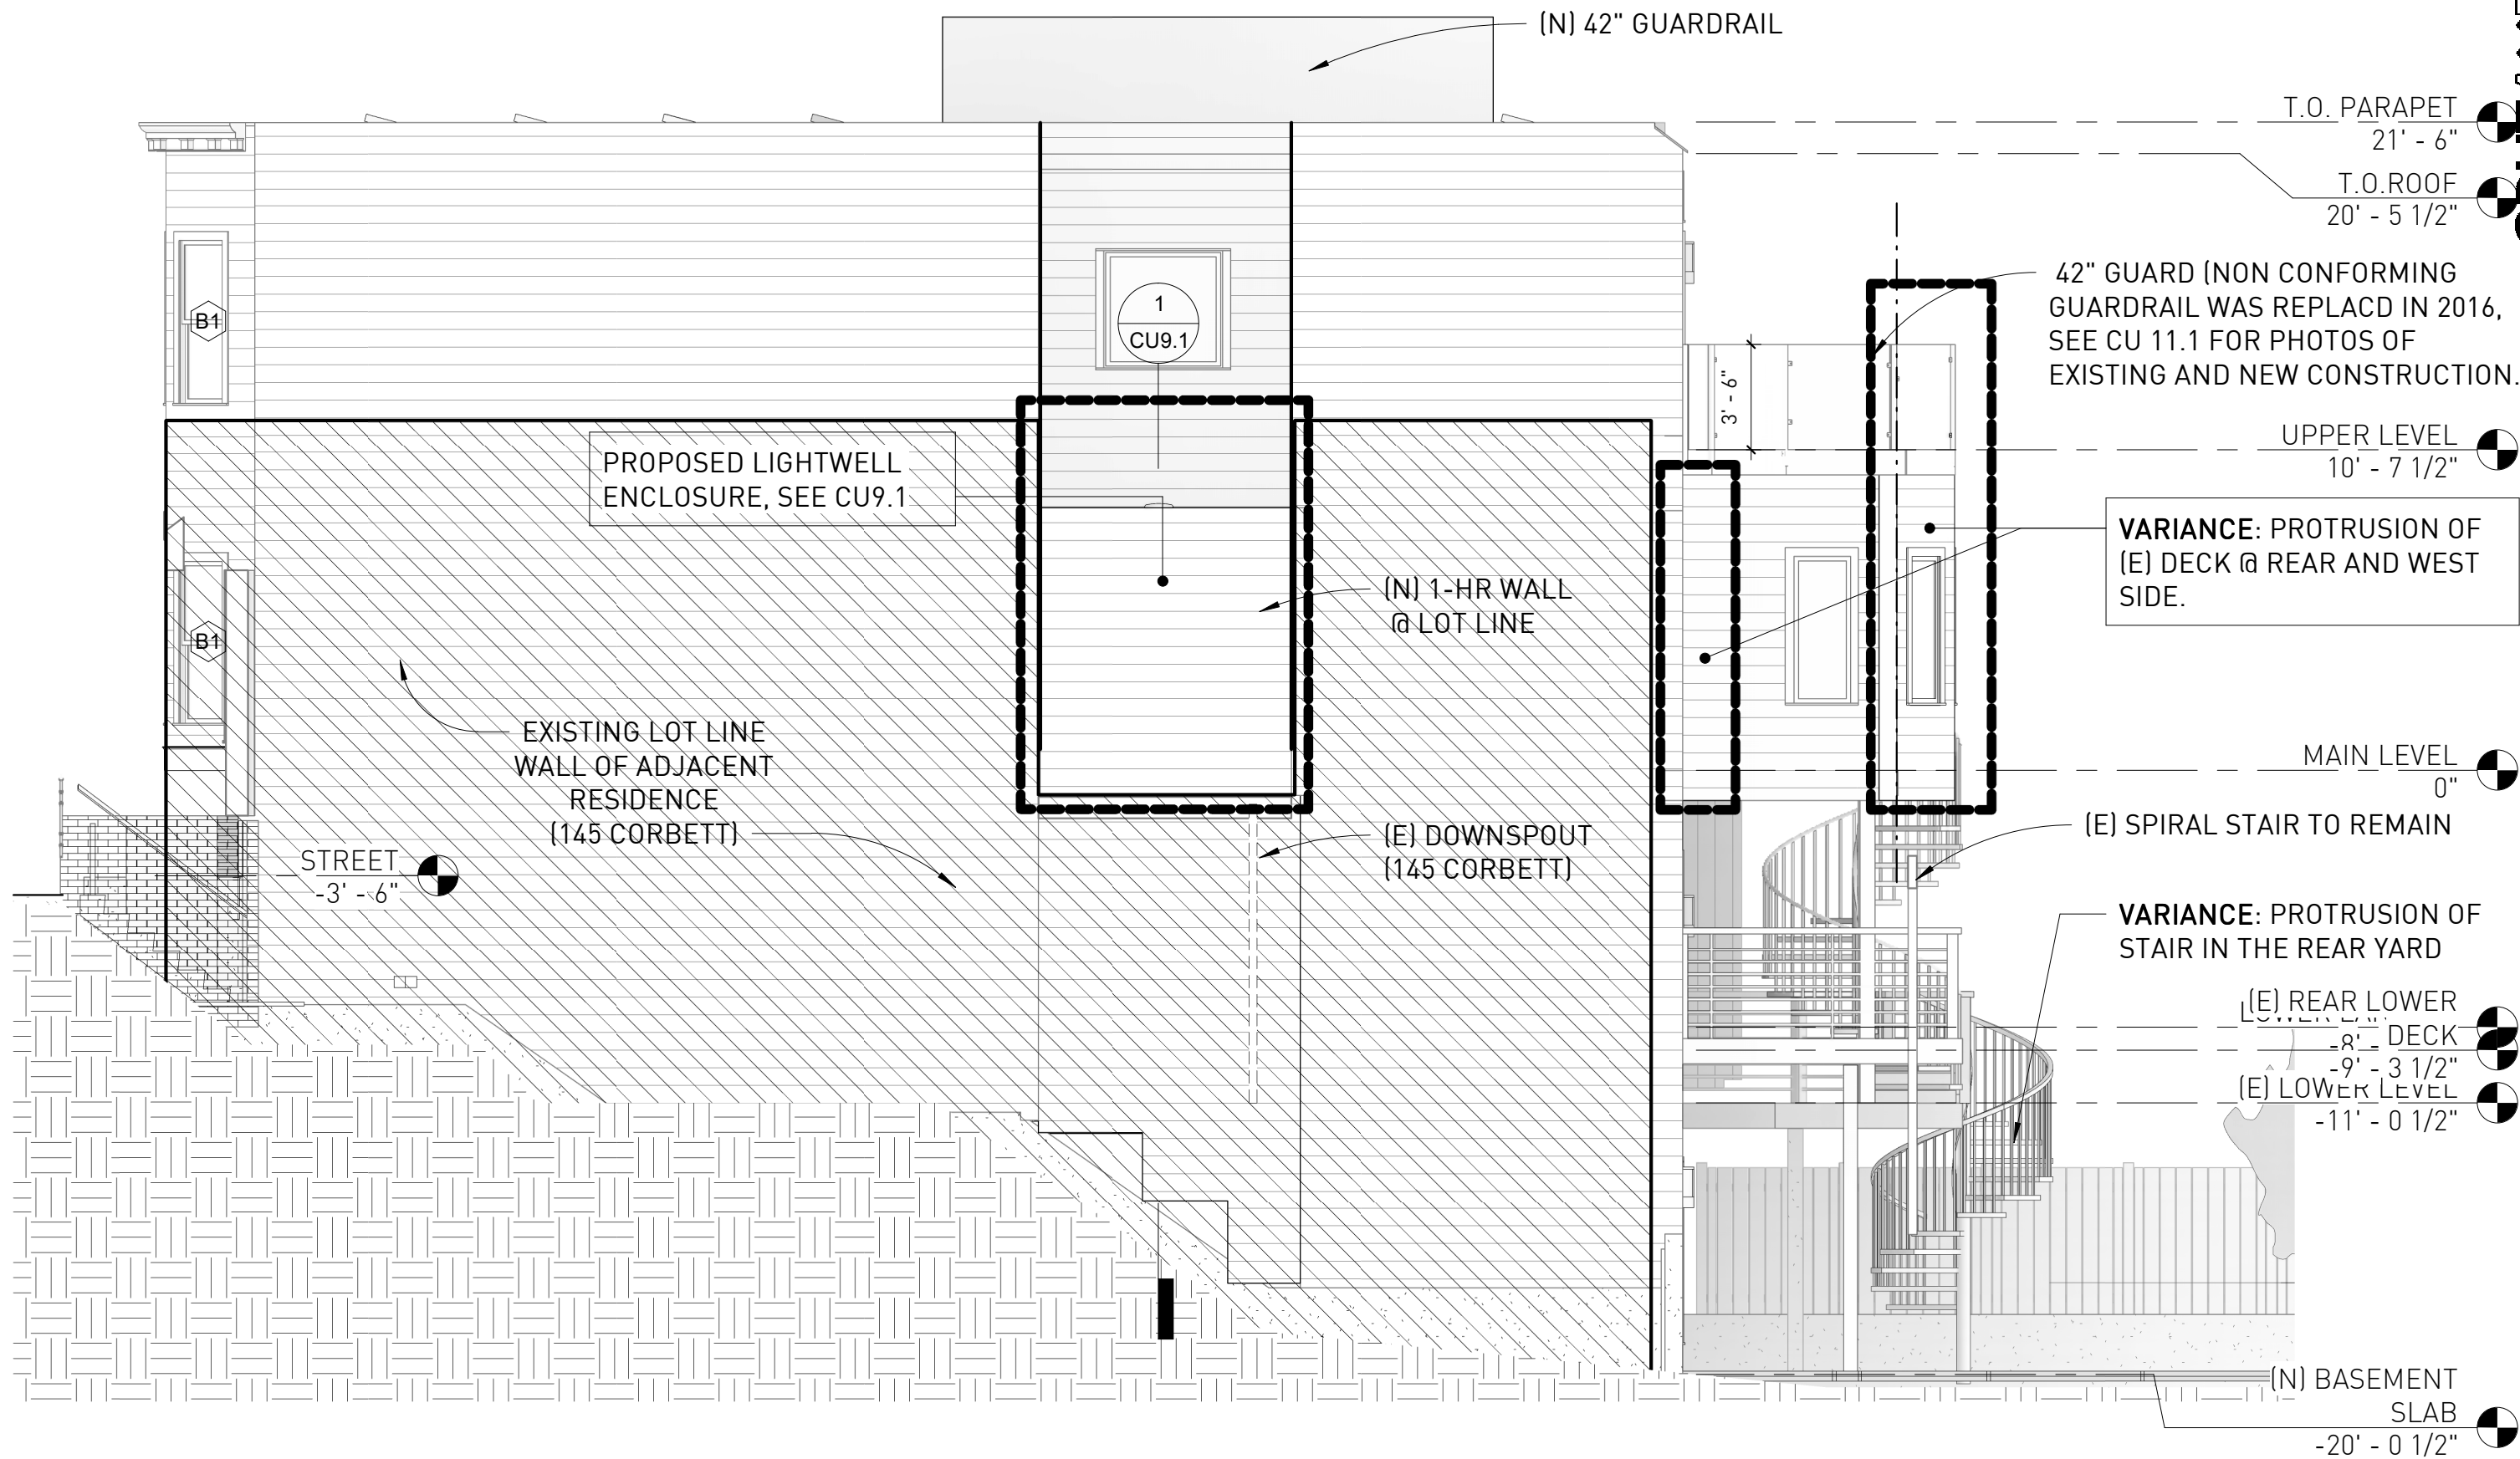 (N) 42" GUARDRAIL
T.O. PARAPET
21' - 6"
T.O.ROOF
20' - 5 1/2"
42" GUARD (NON CONFORMING
GUARDRAIL WAS REPLACD IN 2016,
SEE CU 11.1 FOR PHOTOS OF
EXISTING AND NEW CONSTRUCTION.
B1
1
CU9.1
3' - 6"
UPPER LEVEL
10' - 7 1/2"
PROPOSED LIGHTWELL
ENCLOSURE, SEE CU9.1
VARIANCE: PROTRUSION OF
(E) DECK @ REAR AND WEST
SIDE.
(N) 1-HR WALL
@ LOT LINE
B1
EXISTING LOT LINE
WALL OF ADJACENT
RESIDENCE
(145 CORBETT)
MAIN LEVEL
0"
(E) DOWNSPOUT
(145 CORBETT)
(E) SPIRAL STAIR TO REMAIN
STREET
-3' - 6"
VARIANCE: PROTRUSION OF
STAIR IN THE REAR YARD
(E) REAR LOWER
DECK
-8' -
-9' - 3 1/2"
(E) LOWER LEVEL
-11' - 0 1/2"
(N) BASEMENT
SLAB
-20' - 0 1/2"